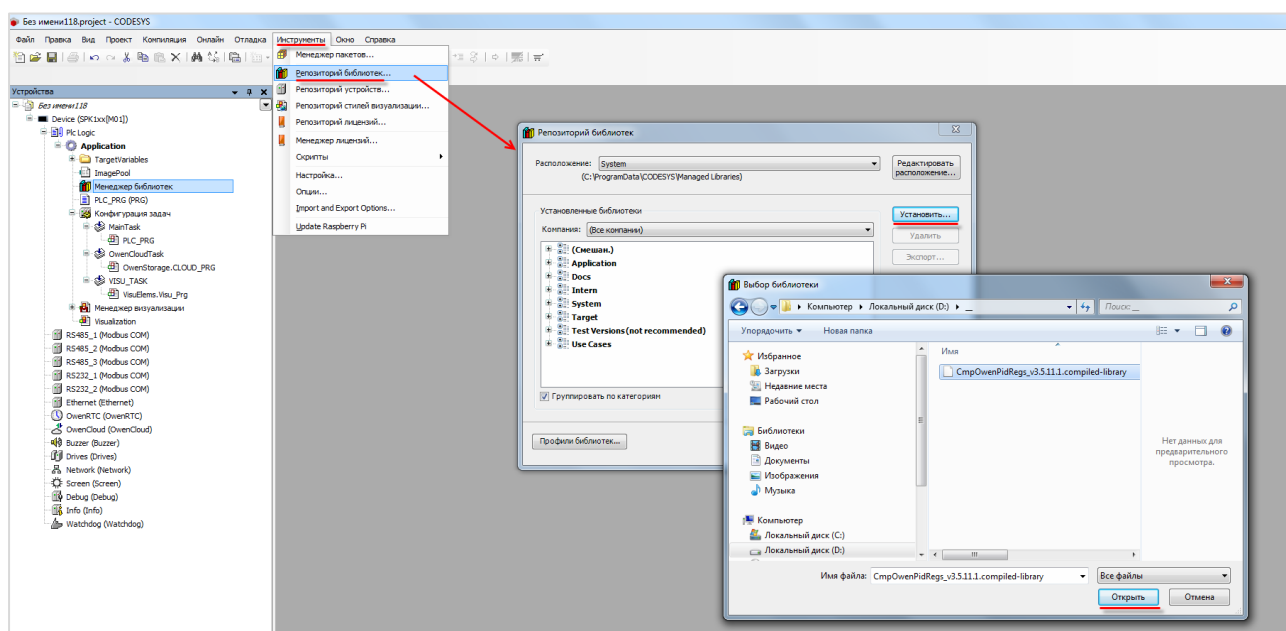 Без имени118.project - CODESYS
Файл Правка Вид Проект Компиляция Онлайн Отладка Инструменты Окно Справка
Менеджер пакетов...
Репозиторий библиотек...
Репозиторий устройств...
Репозиторий стилей визуализации...
Репозиторий лицензий...
Менеджер лицензий...
Скрипты
Настройка...
Опции...
Import and Export Options...
Update Raspberry Pi
Устройства
Без имени118
Device (SPK1xx[M01])
Plc Logic
Application
TargetVariables
ImagePool
Менеджер библиотек
PLC_PRG (PRG)
Конфигурация задач
MainTask
PLC_PRG
OwenCloudTask
OwenStorage.CLOUD_PRG
VISU_TASK
VisuElems.Visu_Prg
Менеджер визуализации
Visualization
RS485_1 (Modbus COM)
RS485_2 (Modbus COM)
RS485_3 (Modbus COM)
RS232_1 (Modbus COM)
RS232_2 (Modbus COM)
Ethernet (Ethernet)
OwenRTC (OwenRTC)
OwenCloud (OwenCloud)
Buzzer (Buzzer)
Drives (Drives)
Network (Network)
Screen (Screen)
Debug (Debug)
Info (Info)
Watchdog (Watchdog)
Репозиторий библиотек
Расположение: System
(C:\ProgramData\CODESYS\Managed Libraries)
Редактировать
расположение...
Установленные библиотеки
Компания: (Все компании)
Установить...
Удалить
Экспорт...
(Смешан.)
Application
Docs
Intern
System
Target
Test Versions(not recommended)
Use Cases
Группировать по категориям
Профили библиотек...
Выбор библиотеки
Компьютер Локальный диск (D:) __
Поиск: __
Упорядочить Новая папка
Избранное
Загрузки
Недавние места
Рабочий стол
Библиотеки
Видео
Документы
Изображения
Музыка
Компьютер
Локальный диск (C:)
Локальный диск (D:)
Имя
CmpOwenPidRegs_v3.5.11.1.compiled-library
Нет данных для
предварительного
просмотра.
Имя файла: CmpOwenPidRegs_v3.5.11.1.compiled-library
Все файлы
Открыть Отмена